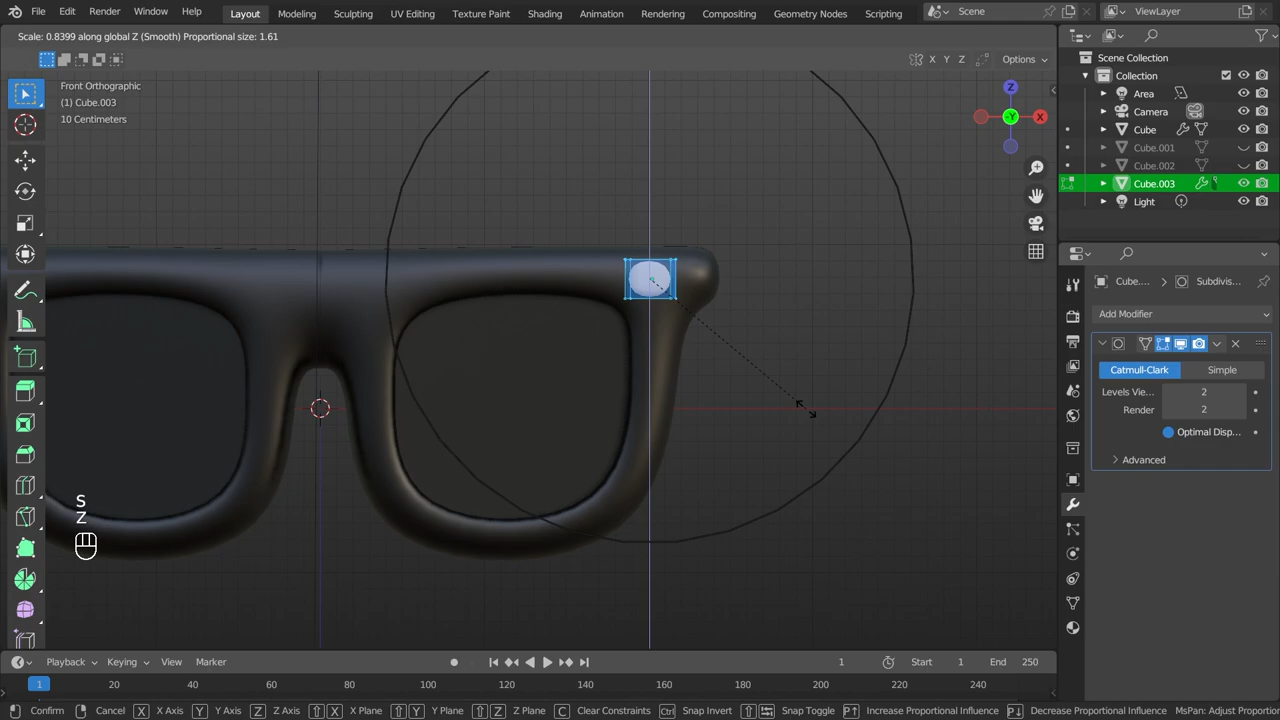 File Edit Render Window Help
Layout Modeling Sculpting UV Editing Texture Paint Shading Animation Rendering Compositing Geometry Nodes Scripting
Scene
ViewLayer
Scale: 0.8399 along global Z (Smooth) Proportional size: 1.61
X Y Z
Options
Front Orthographic
(1) Cube.003
10 Centimeters
Z
Y
X
Scene Collection
Collection
Area
Camera
Cube
Cube.001
Cube.002
Cube.003
Light
Cube....
Subdivis...
Add Modifier
Catmull-Clark Simple
Levels Vie... 2
Render 2
Optimal Disp...
Advanced
S
Z
Playback Keying View Marker
1
Start 1
End 250
1 20 40 60 80 100 120 140 160 180 200 220 240
Confirm Cancel X X Axis Y Y Axis Z Z Axis X X Plane Y Y Plane Z Z Plane C Clear Constraints Ctrl Snap Invert Snap Toggle P Increase Proportional Influence P Decrease Proportional Influence MsPan: Adjust Proportion